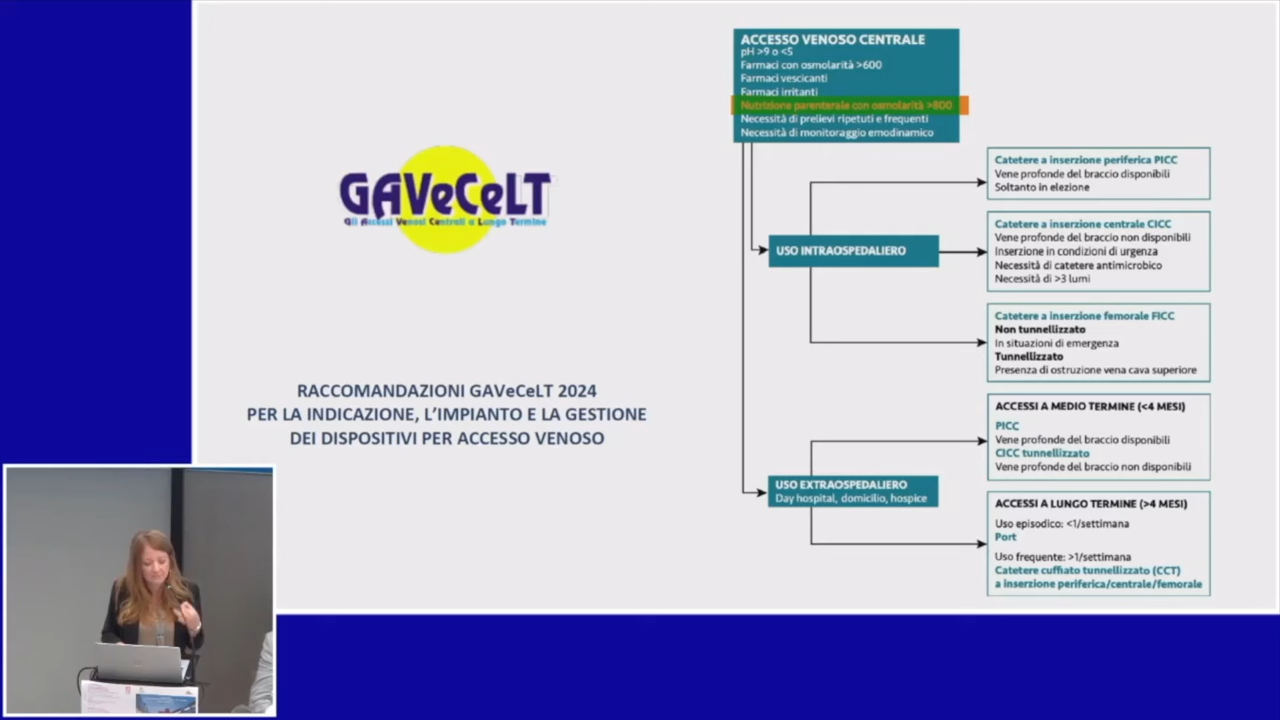 GAVeCeLT
Gli Accessi Venosi Centrali a Lungo Termine
RACCOMANDAZIONI GAVeCeLT 2024
PER LA INDICAZIONE, L'IMPIANTO E LA GESTIONE
DEI DISPOSITIVI PER ACCESSO VENOSO
ACCESSO VENOSO CENTRALE
pH >9 o <5
Farmaci con osmolarità >600
Farmaci vescicanti
Farmaci irritanti
Nutrizione parenterale con osmolarità >800
Necessità di prelievi ripetuti e frequenti
Necessità di monitoraggio emodinamico
USO INTRAOSPEDALIERO
Catetere a inserzione periferica PICC
Vene profonde del braccio disponibili
Soltanto in elezione
Catetere a inserzione centrale CICC
Vene profonde del braccio non disponibili
Inserzione in condizioni di urgenza
Necessità di catetere antimicrobico
Necessità di >3 lumi
Catetere a inserzione femorale FICC
Non tunnellizzato
In situazioni di emergenza
Tunnellizzato
Presenza di ostruzione vena cava superiore
USO EXTRAOSPEDALIERO
Day hospital, domicilio, hospice
ACCESSI A MEDIO TERMINE (<4 MESI)
PICC
Vene profonde del braccio disponibili
CICC tunnellizzato
Vene profonde del braccio non disponibili
ACCESSI A LUNGO TERMINE (>4 MESI)
Uso episodico: <1/settimana
Port
Uso frequente: >1/settimana
Catetere cuffiato tunnellizzato (CCT)
a inserzione periferica/centrale/femorale